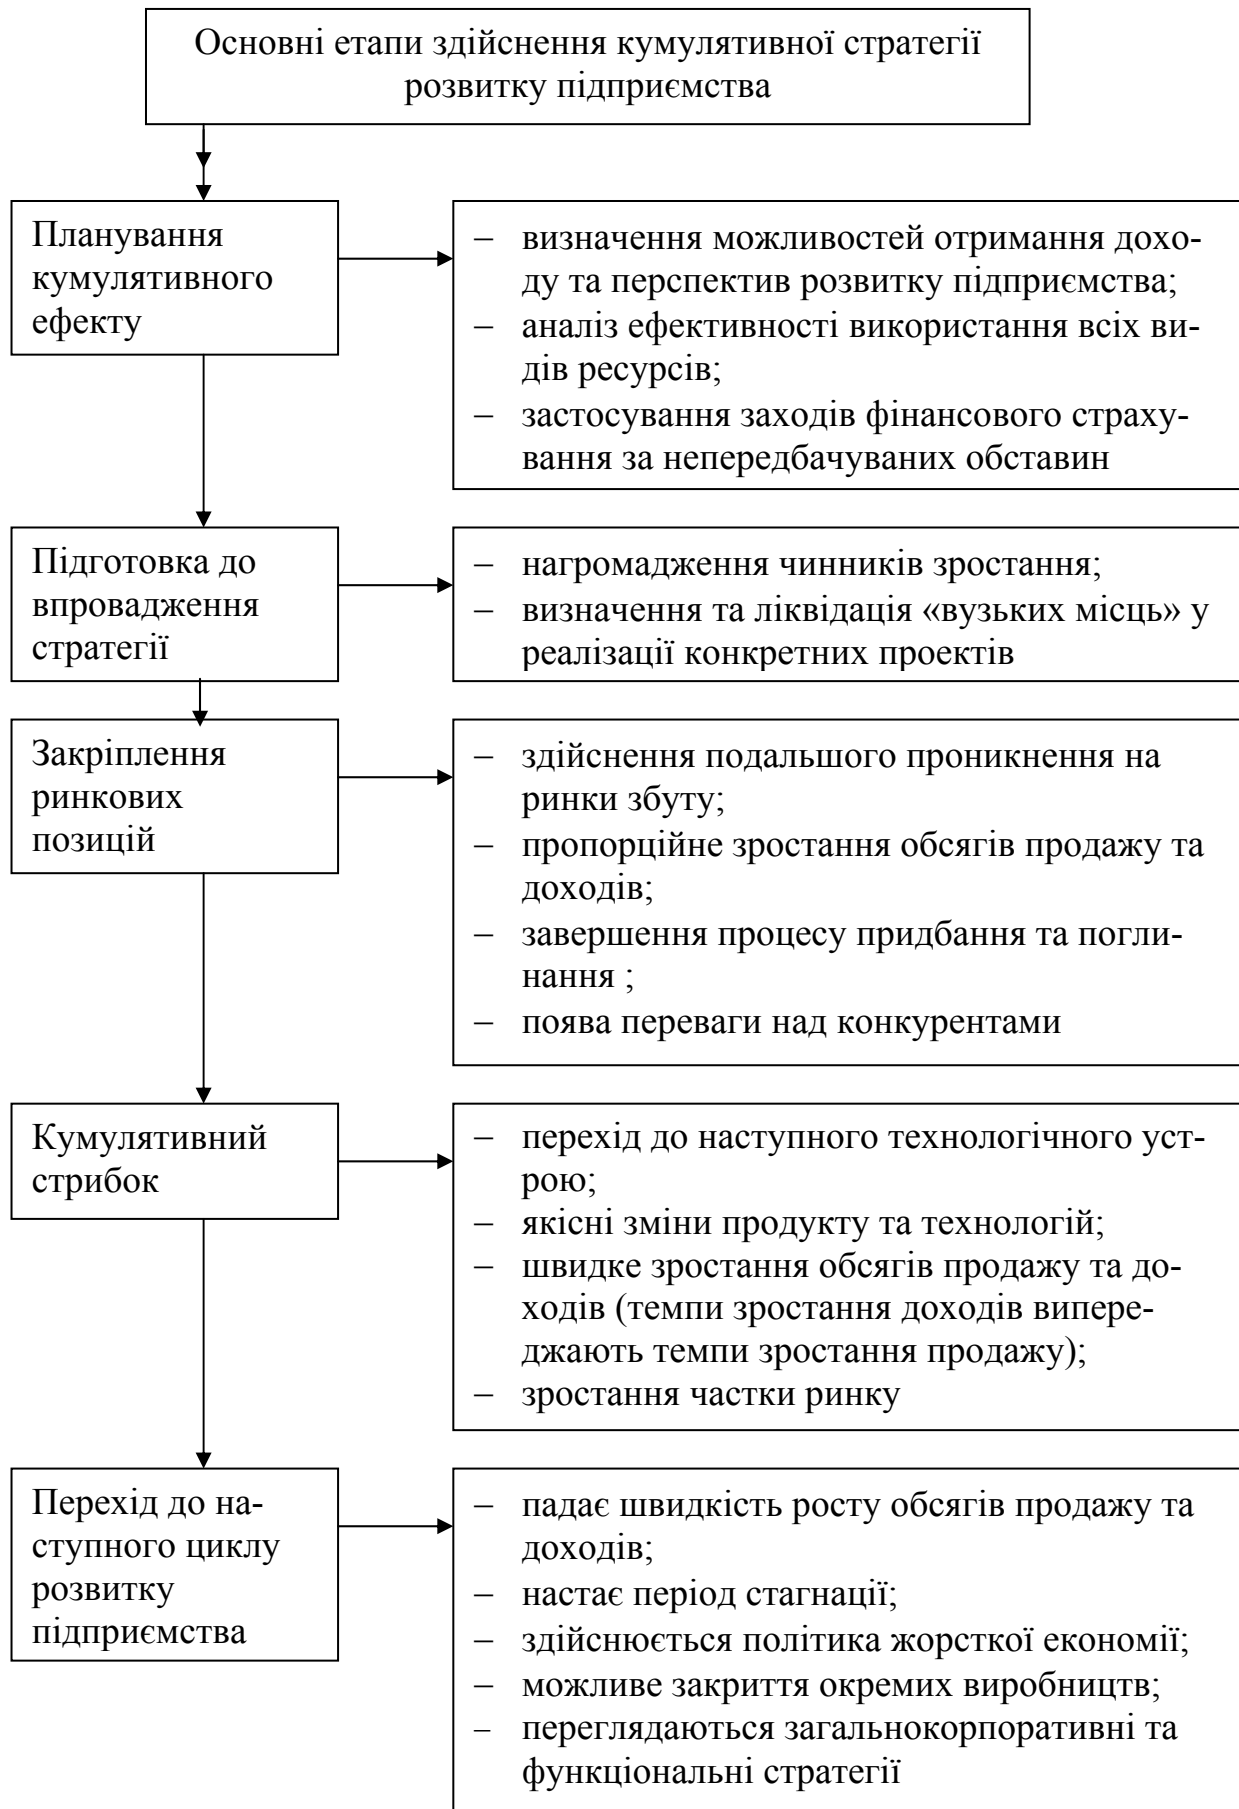 Основні етапи здійснення кумулятивної стратегії
розвитку підприємства
Планування
кумулятивного
ефекту
– визначення можливостей отримання дохо-
ду та перспектив розвитку підприємства;
– аналіз ефективності використання всіх ви-
дів ресурсів;
– застосування заходів фінансового страху-
вання за непередбачуваних обставин
Підготовка до
впровадження
стратегії
– нагромадження чинників зростання;
– визначення та ліквідація «вузьких місць» у
реалізації конкретних проектів
Закріплення
ринкових
позицій
– здійснення подальшого проникнення на
ринки збуту;
– пропорційне зростання обсягів продажу та
доходів;
– завершення процесу придбання та погли-
нання ;
– поява переваги над конкурентами
Кумулятивний
стрибок
– перехід до наступного технологічного уст-
рою;
– якісні зміни продукту та технологій;
– швидке зростання обсягів продажу та до-
ходів (темпи зростання доходів випере-
джають темпи зростання продажу);
– зростання частки ринку
Перехід до на-
ступного циклу
розвитку
підприємства
– падає швидкість росту обсягів продажу та
доходів;
– настає період стагнації;
– здійснюється політика жорсткої економії;
– можливе закриття окремих виробництв;
– переглядаються загальнокорпоративні та
функціональні стратегії